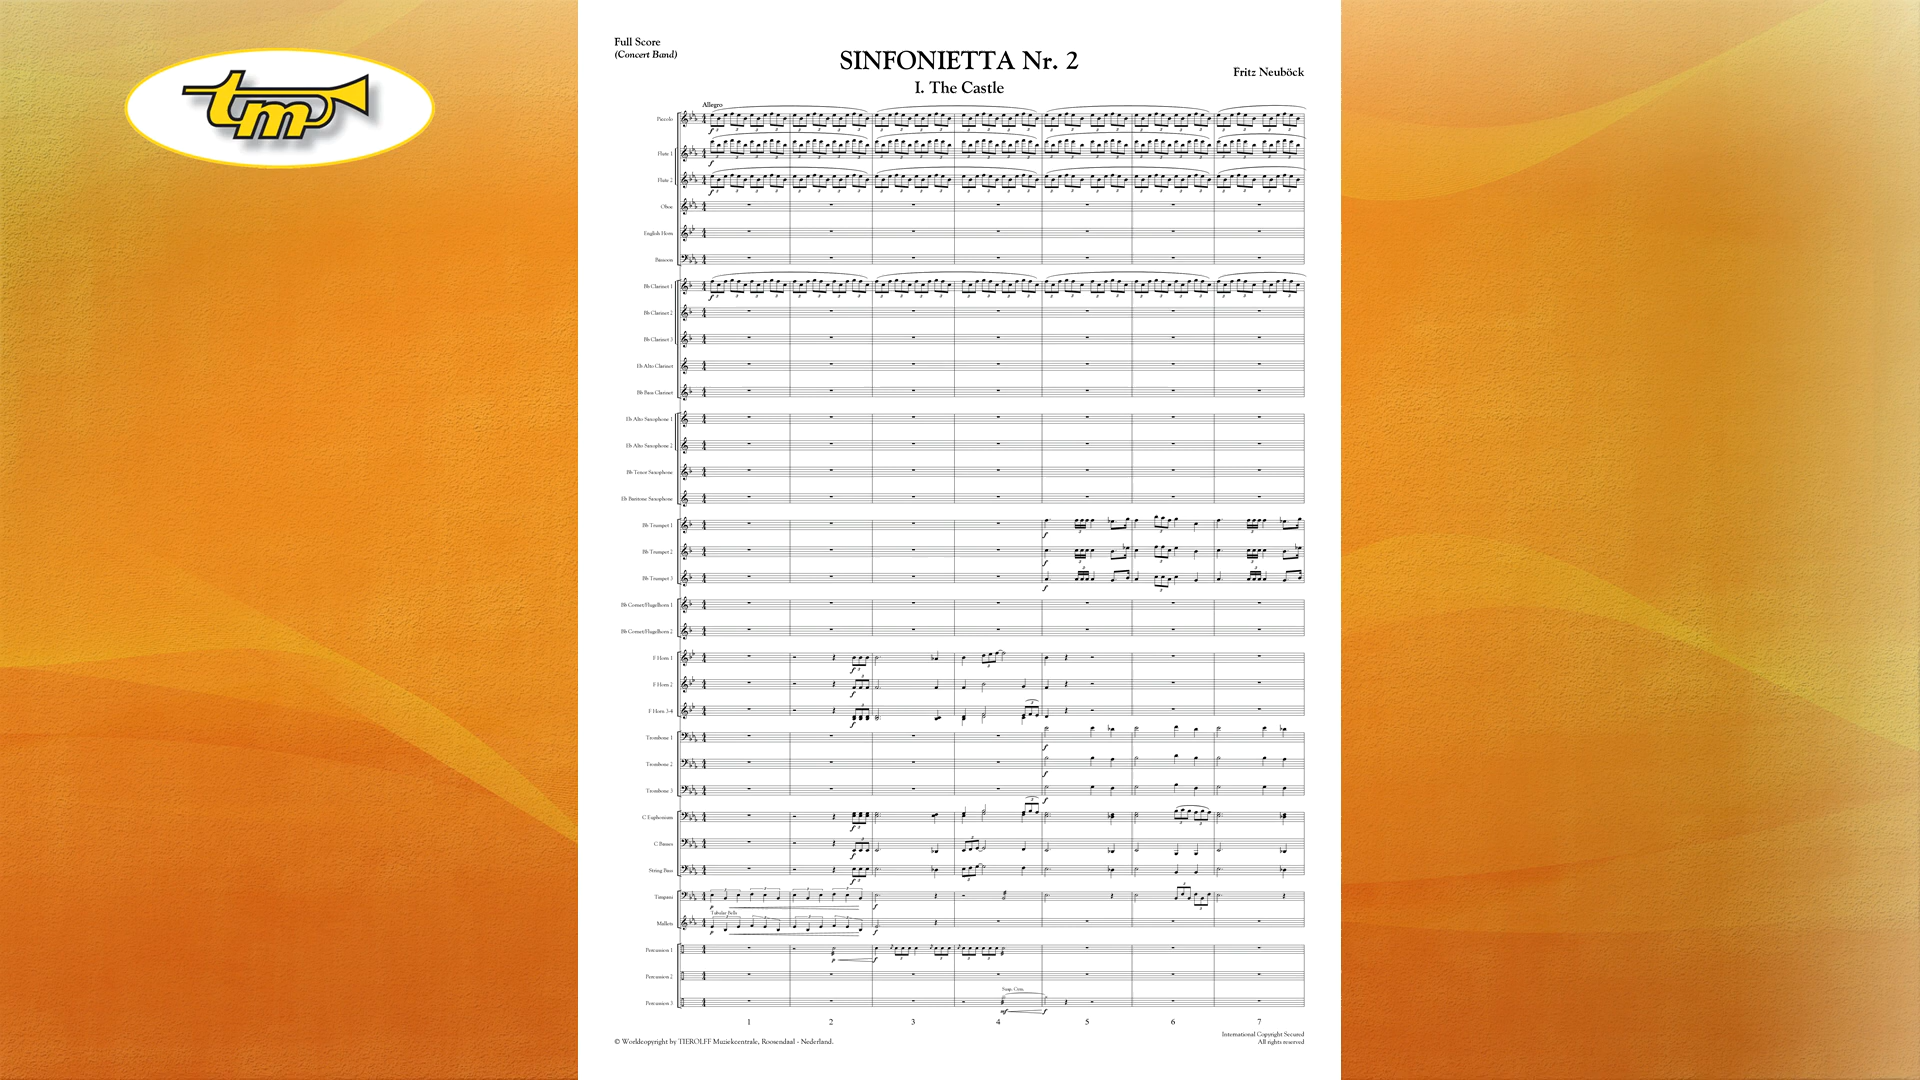 tm
Full Score
(Concert Band)
SINFONIETTA Nr. 2
Fritz Neuböck
I. The Castle
Allegro
Piccolo
Flute 1
Flute 2
Oboe
English Horn
Bassoon
Bb Clarinet 1
Bb Clarinet 2
Bb Clarinet 3
Eb Alto Clarinet
Bb Bass Clarinet
Eb Alto Saxophone 1
Eb Alto Saxophone 2
Bb Tenor Saxophone
Eb Baritone Saxophone
Bb Trumpet 1
Bb Trumpet 2
Bb Trumpet 3
Bb Cornet/Flugelhorn 1
Bb Cornet/Flugelhorn 2
F Horn 1
F Horn 2
F Horn 3-4
Trombone 1
Trombone 2
Trombone 3
C Euphonium
C Basses
String Bass
Timpani
Tubular Bells
Mallets
Percussion 1
Percussion 2
Susp. Cym.
Percussion 3
1 2 3 4 5 6 7
International Copyright Secured
© Worldcopyright by TIEROLFF Muziekcentrale, Roosendaal - Nederland.
All rights reserved